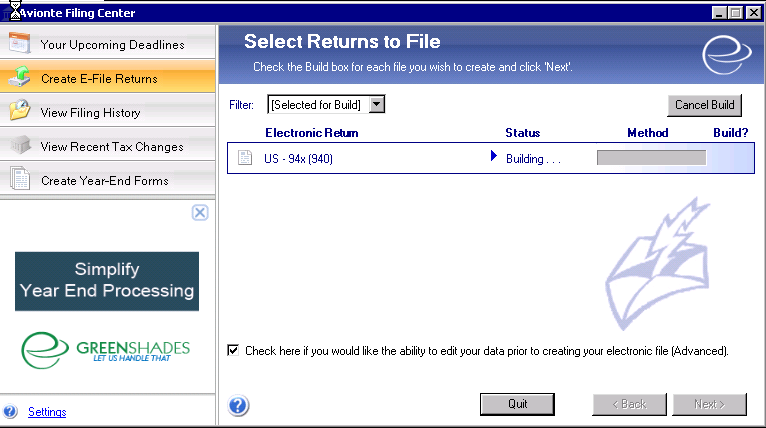 Avionte Filing Center
Your Upcoming Deadlines
Create E-File Returns
View Filing History
View Recent Tax Changes
Create Year-End Forms
Simplify
Year End Processing
GREENSHADES
LET US HANDLE THAT
Settings
Select Returns to File
Check the Build box for each file you wish to create and click 'Next'.
Filter: [Selected for Build] Cancel Build
Electronic Return Status Method Build?
US - 94x (940) Building . . .
Check here if you would like the ability to edit your data prior to creating your electronic file (Advanced).
Quit < Back Next >